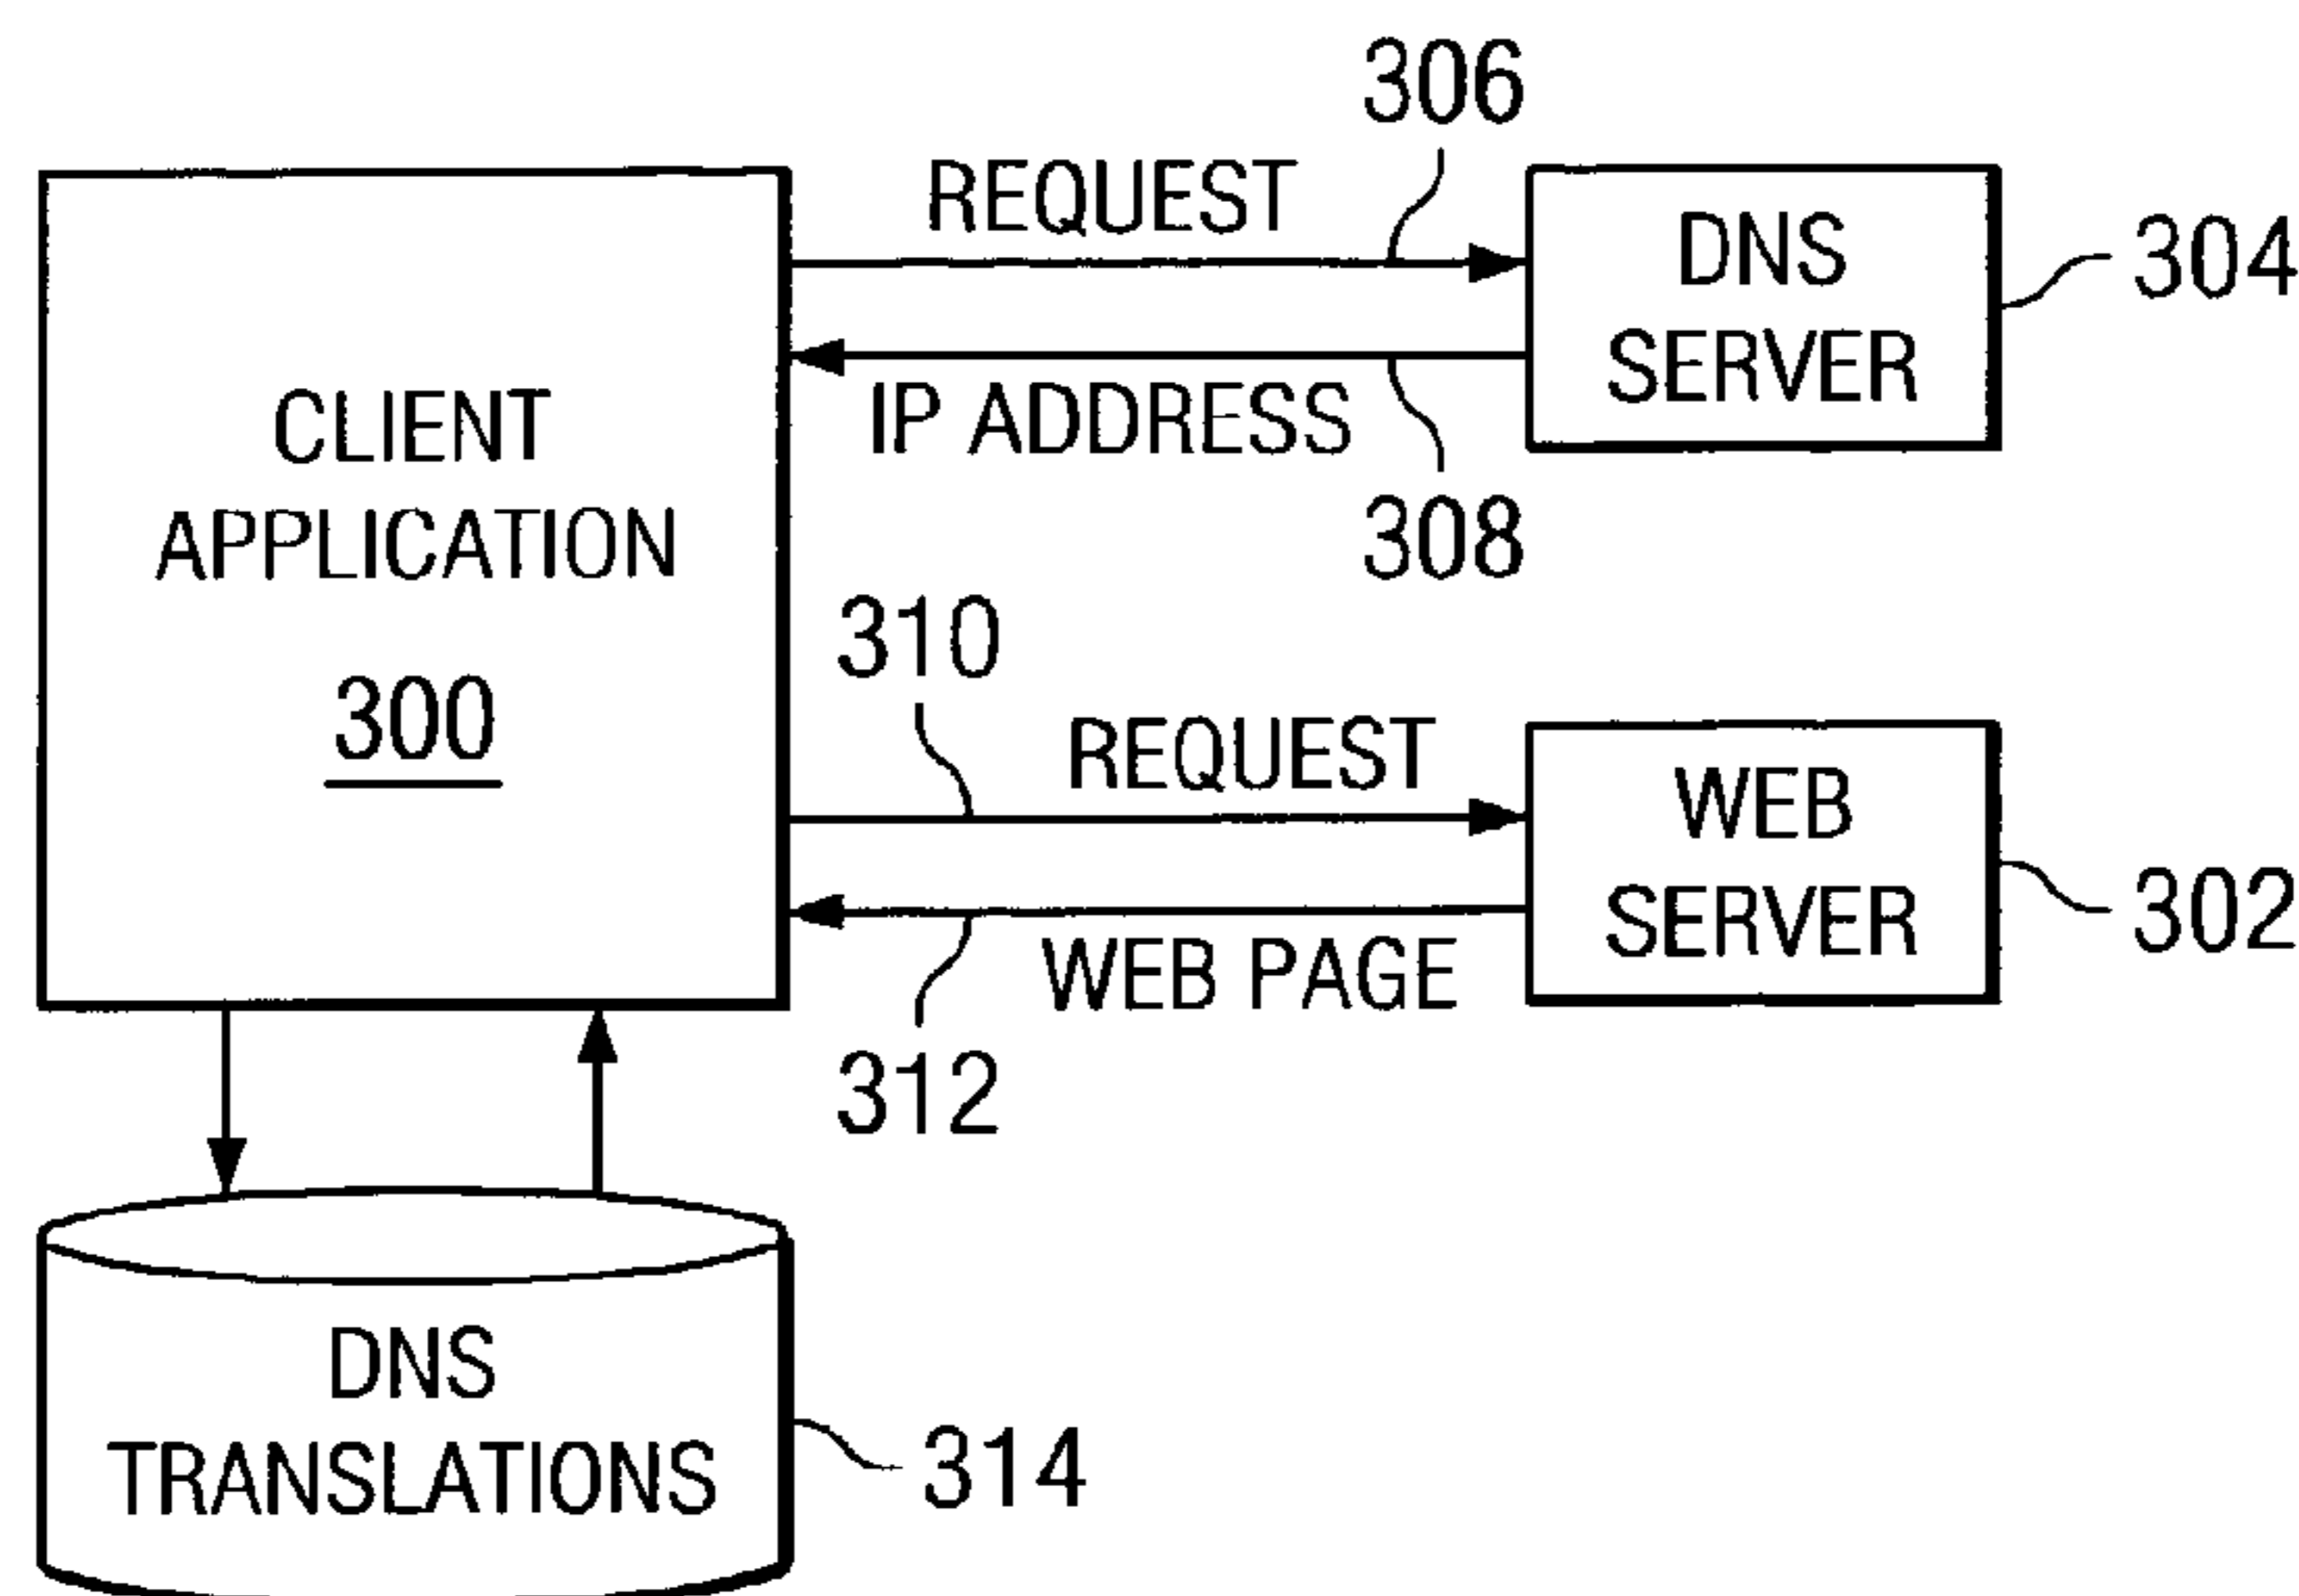 306
REQUEST
DNS
SERVER
304
IP ADDRESS
308
CLIENT
APPLICATION
300
310
REQUEST
WEB
SERVER
302
WEB PAGE
312
DNS
TRANSLATIONS
314